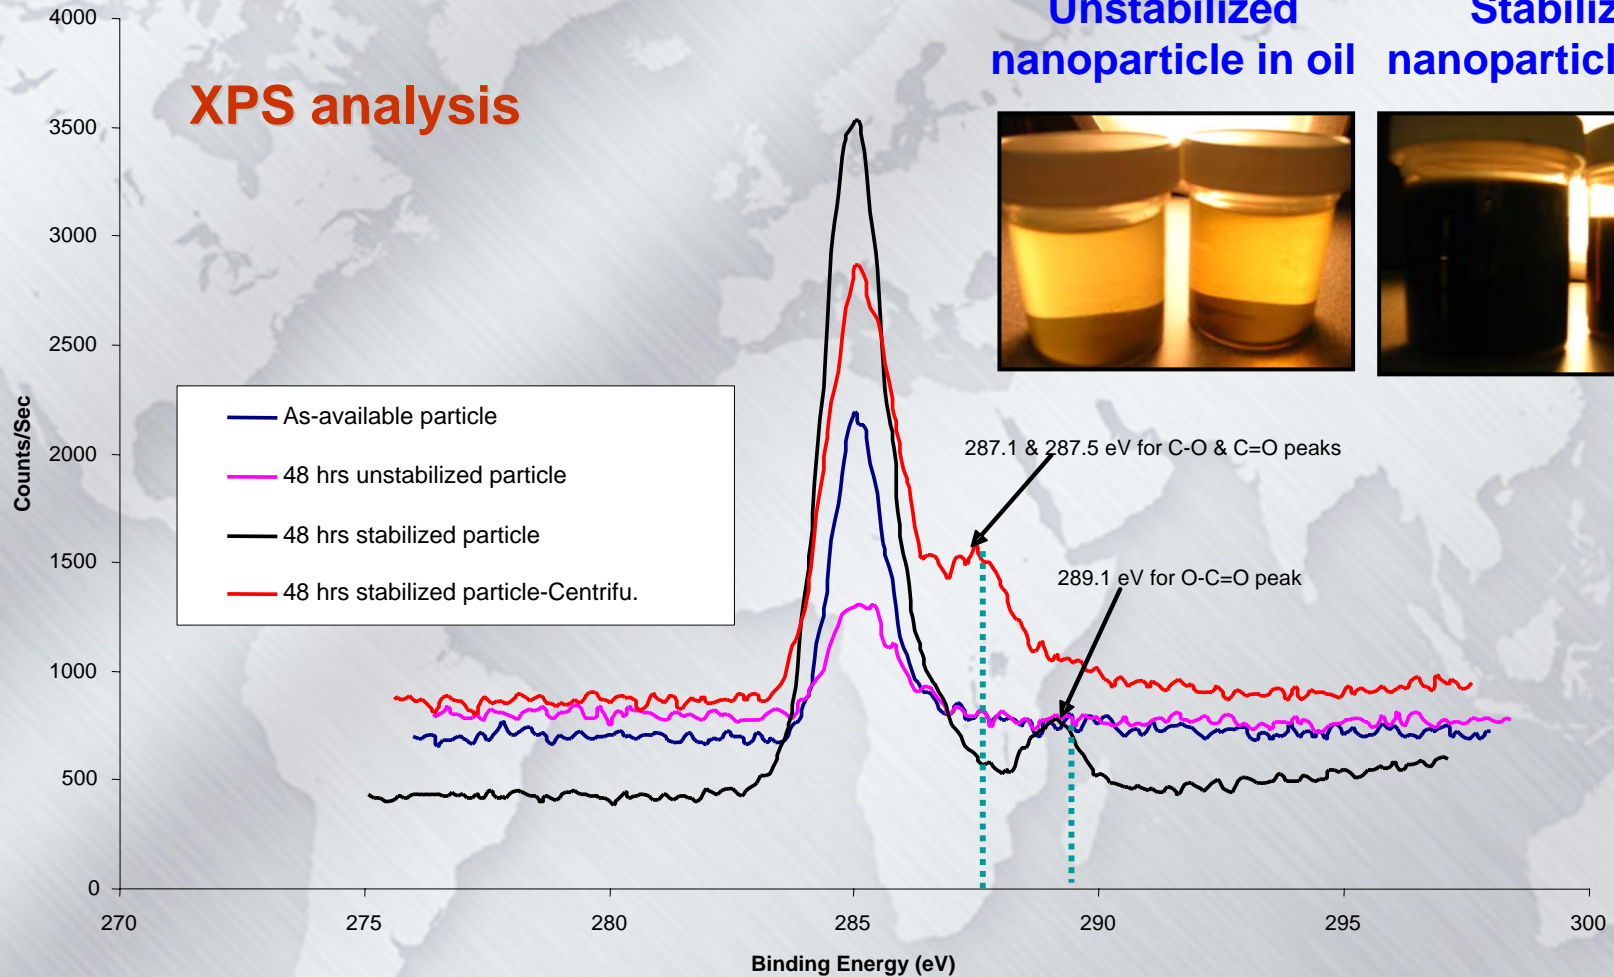 Unstabilized
nanoparticle in oil
XPS analysis
4000
3500
3000
2500
2000
1500
1000
500
0
Counts/Sec
As-available particle
48 hrs unstabilized particle
48 hrs stabilized particle
48 hrs stabilized particle-Centrifu.
287.1 & 287.5 eV for C-O & C=O peaks
289.1 eV for O-C=O peak
270 275 280 285 290 295 300
Binding Energy (eV)